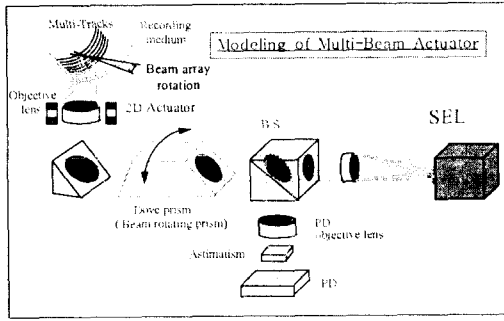 Multi-Tracks
Recording
medium
Modeling of Multi-Beam Actuator
Beam array
rotation
Objective
lens
2D Actuator
BS
SEL
Dove prism
(Beam rotating prism)
PD
objective lens
Astimatism
PD